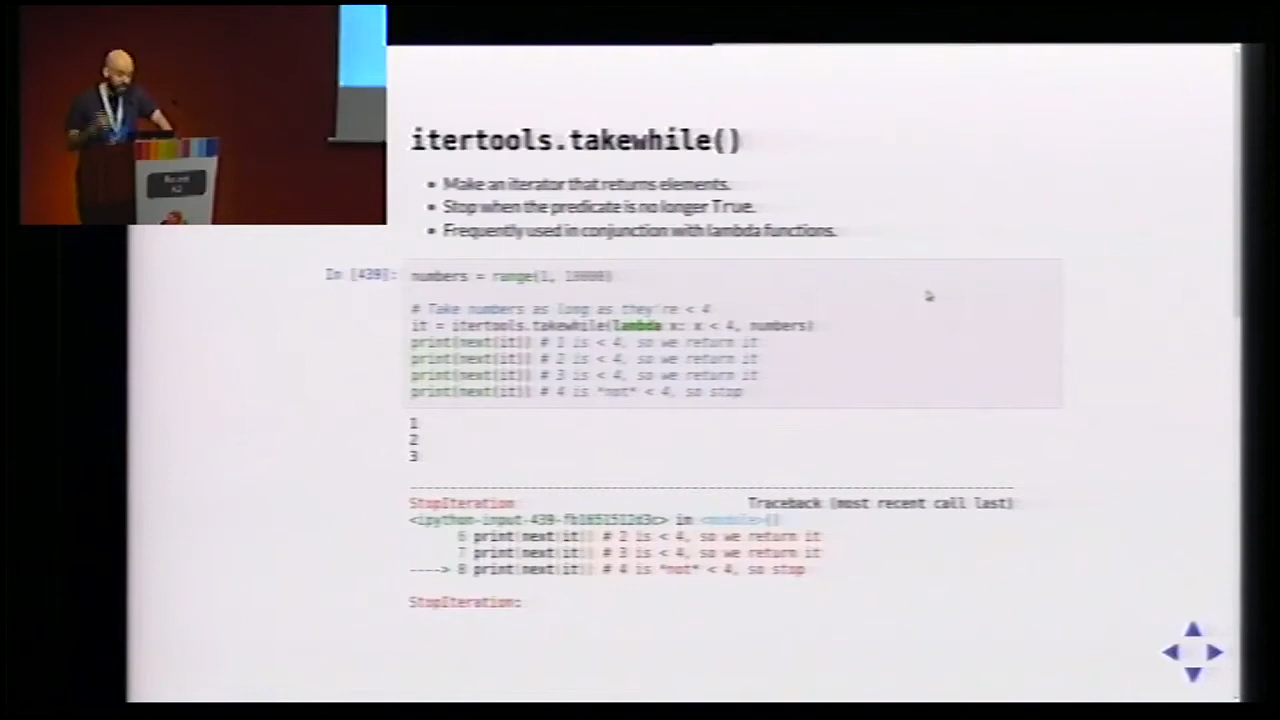 itertools.takewhile()
Make an iterator that returns elements.
Stop when the predicate is no longer True.
Frequently used in conjunction with lambda functions.
In [439]: numbers = range(1, 10000)
# Take numbers as long as they're < 4
it = itertools.takewhile(lambda x: x < 4, numbers)
print(next(it)) # 1 is < 4, so we return it
print(next(it)) # 2 is < 4, so we return it
print(next(it)) # 3 is < 4, so we return it
print(next(it)) # 4 is *not* < 4, so stop
1
2
3
StopIteration Traceback (most recent call last)
in <module>()
6 print(next(it)) # 2 is < 4, so we return it
7 print(next(it)) # 3 is < 4, so we return it
----> 8 print(next(it)) # 4 is *not* < 4, so stop
StopIteration: